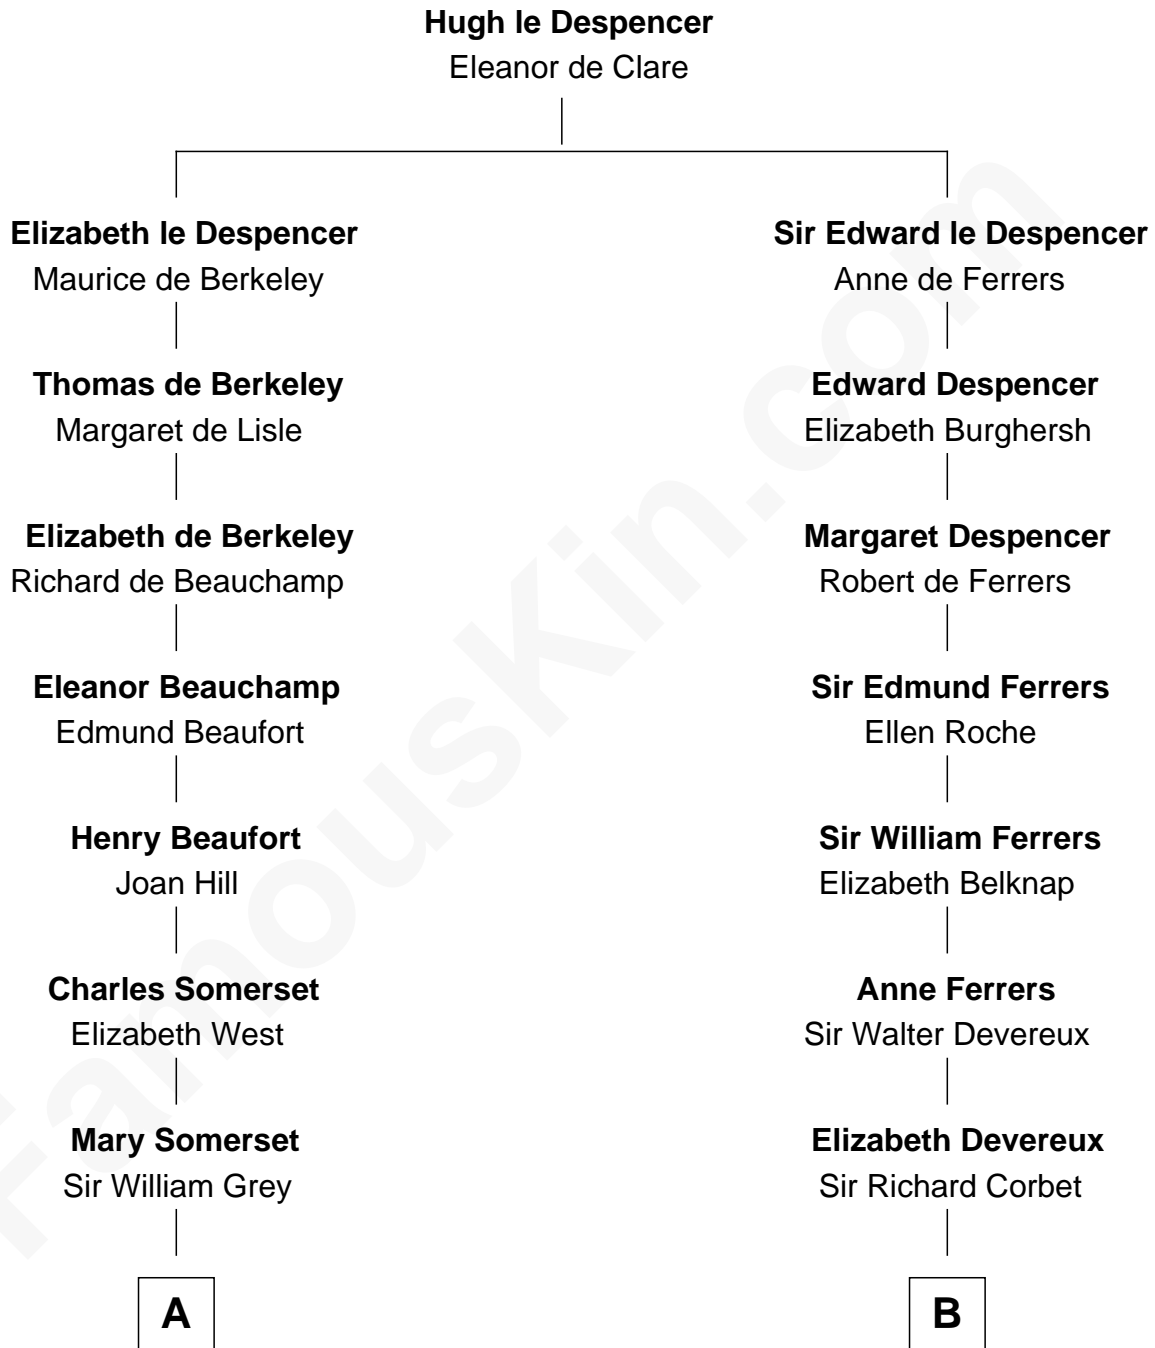 Hugh le Despencer
Eleanor de Clare
Elizabeth le Despencer
Maurice de Berkeley
Sir Edward le Despencer
Anne de Ferrers
Thomas de Berkeley
Margaret de Lisle
Edward Despencer
Elizabeth Burghersh
Elizabeth de Berkeley
Richard de Beauchamp
Margaret Despencer
Robert de Ferrers
Eleanor Beauchamp
Edmund Beaufort
Sir Edmund Ferrers
Ellen Roche
Henry Beaufort
Joan Hill
Sir William Ferrers
Elizabeth Belknap
Charles Somerset
Elizabeth West
Anne Ferrers
Sir Walter Devereux
Mary Somerset
Sir William Grey
Elizabeth Devereux
Sir Richard Corbet
A
B
FamousKin.com